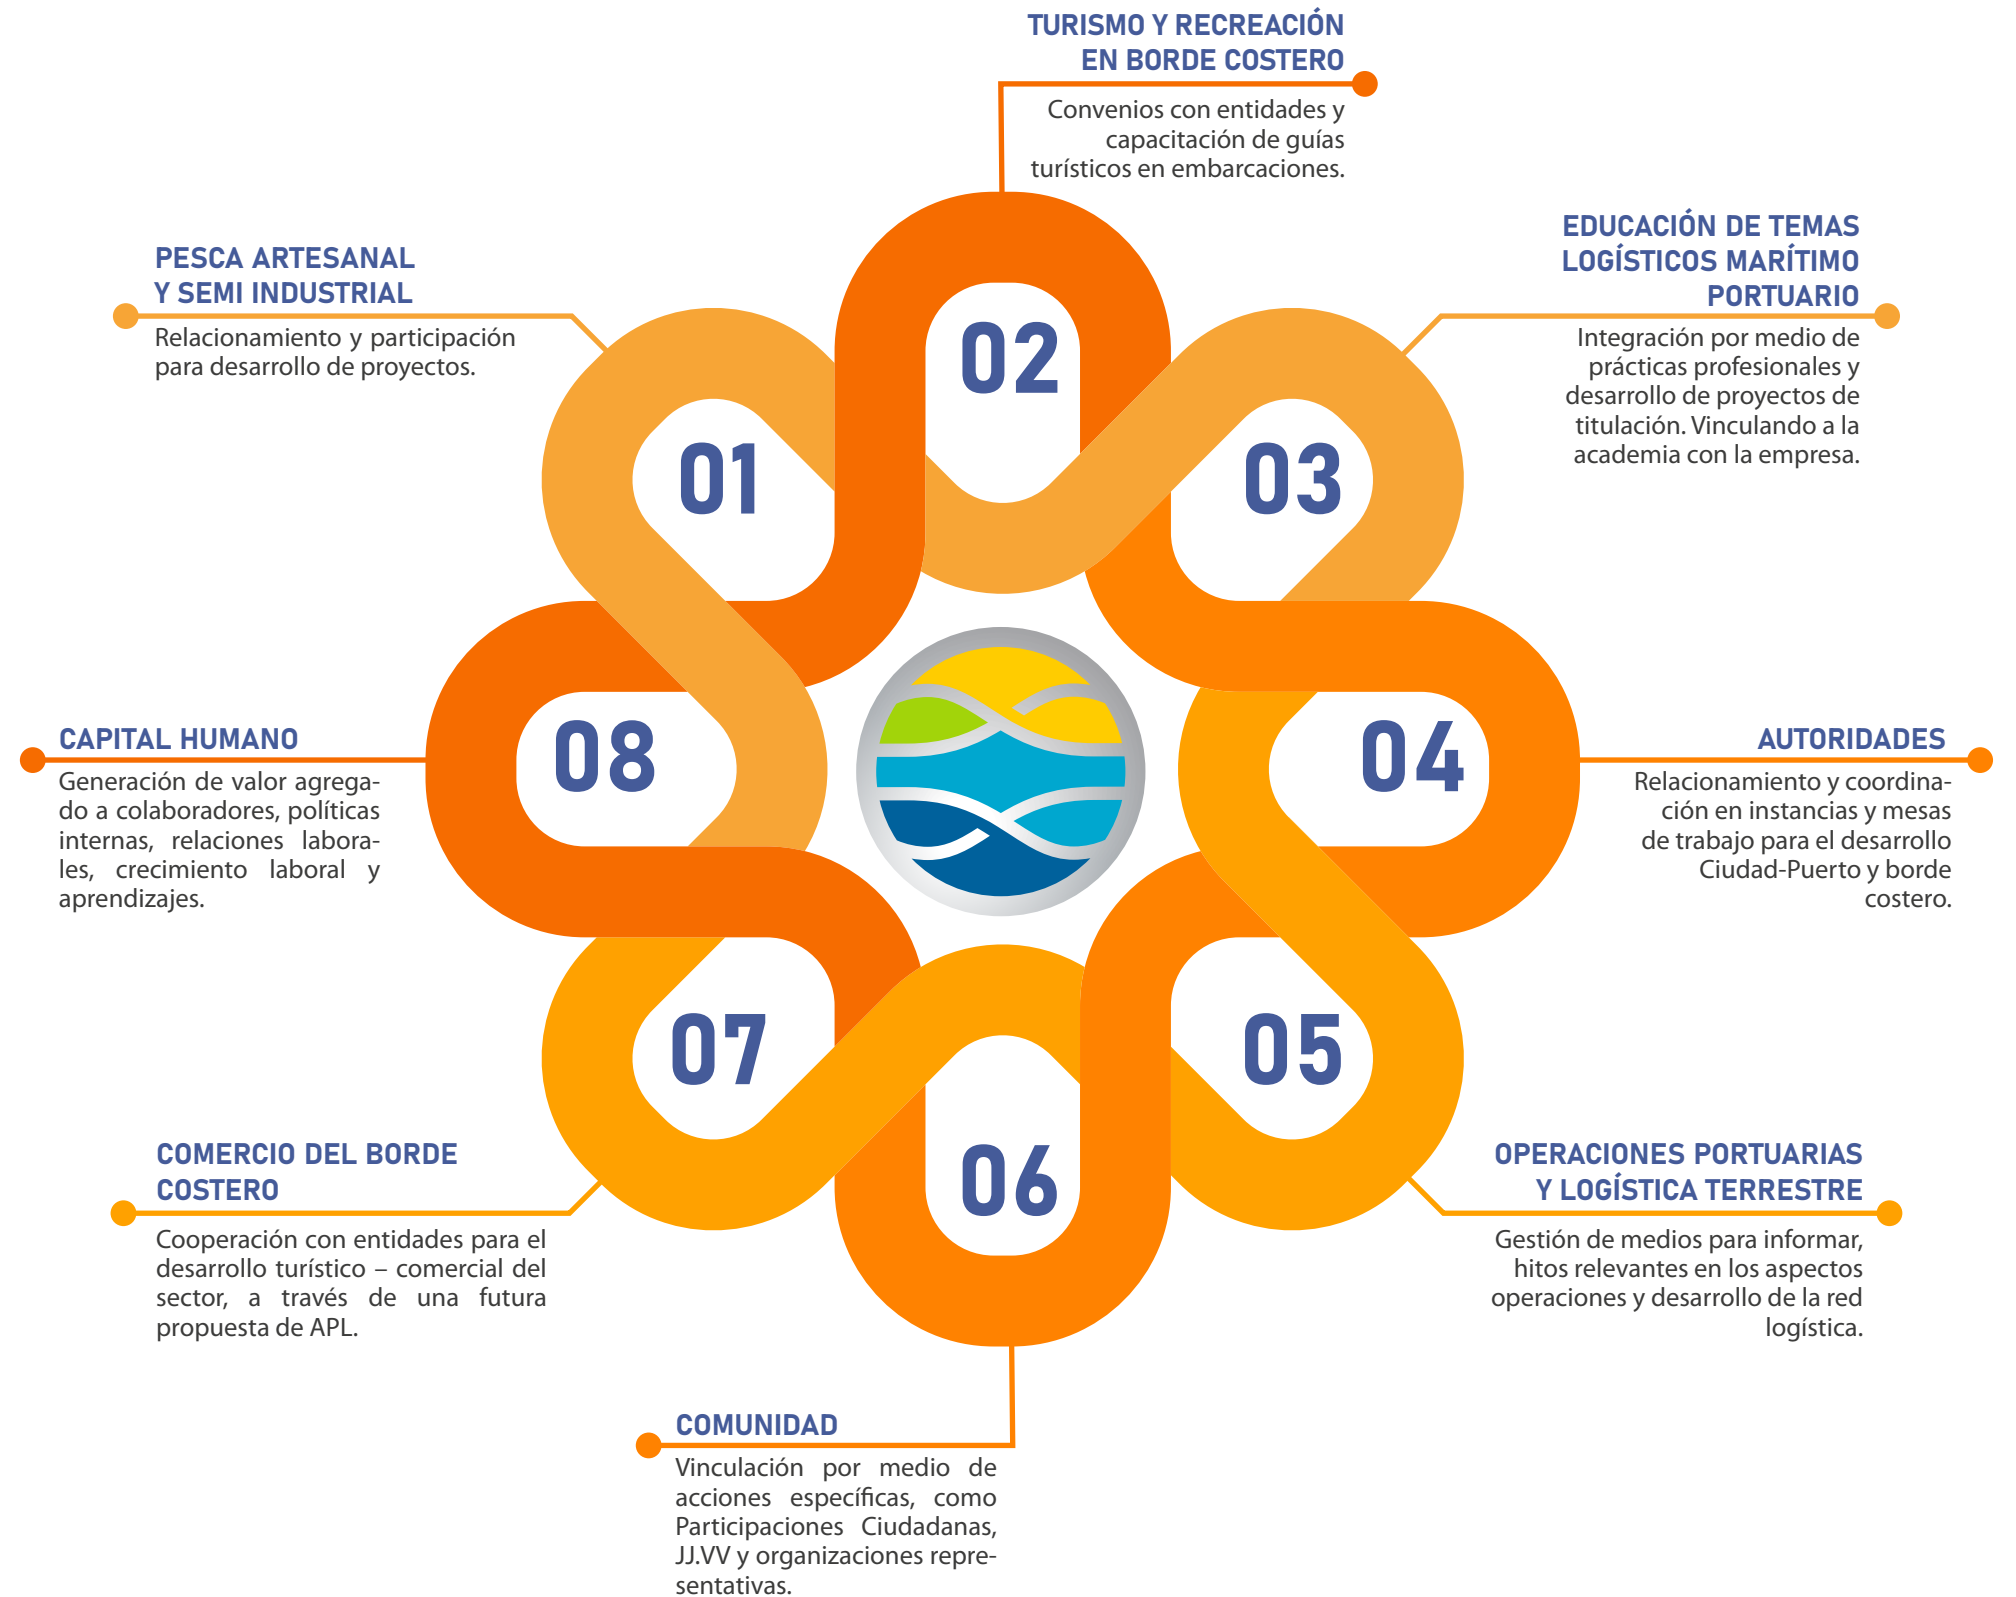 TURISMO Y RECREACIÓN
EN BORDE COSTERO
Convenios con entidades y
capacitación de guías
turísticos en embarcaciones.
PESCA ARTESANAL
Y SEMI INDUSTRIAL
Relacionamiento y participación
para desarrollo de proyectos.
EDUCACIÓN DE TEMAS
LOGÍSTICOS MARÍTIMO
PORTUARIO
Integración por medio de
prácticas profesionales y
desarrollo de proyectos de
titulación. Vinculando a la
academia con la empresa.
02
01
03
08
04
07
05
06
CAPITAL HUMANO
Generación de valor agrega-
do a colaboradores, políticas
internas, relaciones labora-
les, crecimiento laboral y
aprendizajes.
AUTORIDADES
Relacionamiento y coordina-
ción en instancias y mesas
de trabajo para el desarrollo
Ciudad-Puerto y borde
costero.
COMERCIO DEL BORDE
COSTERO
Cooperación con entidades para el
desarrollo turístico – comercial del
sector, a través de una futura
propuesta de APL.
OPERACIONES PORTUARIAS
Y LOGÍSTICA TERRESTRE
Gestión de medios para informar,
hitos relevantes en los aspectos
operaciones y desarrollo de la red
logística.
COMUNIDAD
Vinculación por medio de
acciones específicas, como
Participaciones Ciudadanas,
JJ.VV y organizaciones repre-
sentativas.